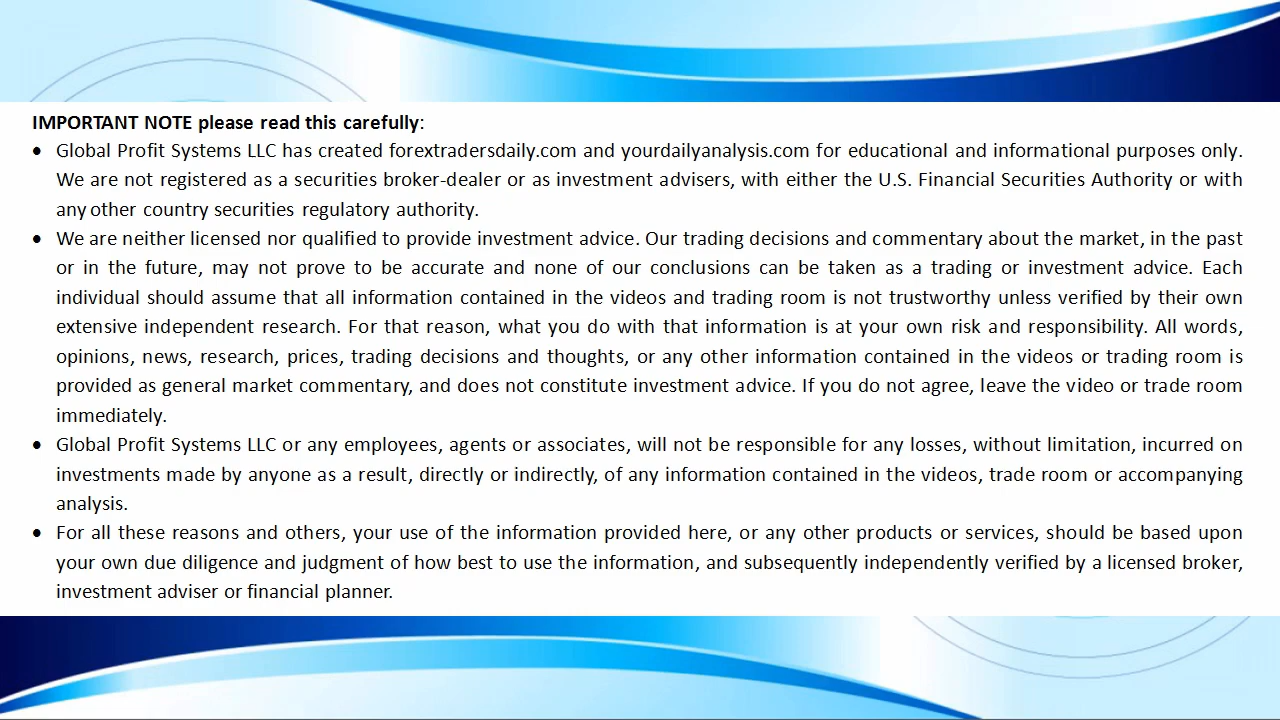 IMPORTANT NOTE please read this carefully:
• Global Profit Systems LLC has created forextradersdaily.com and yourdailyanalysis.com for educational and informational purposes only.
We are not registered as a securities broker-dealer or as investment advisers, with either the U.S. Financial Securities Authority or with
any other country securities regulatory authority.
• We are neither licensed nor qualified to provide investment advice. Our trading decisions and commentary about the market, in the past
or in the future, may not prove to be accurate and none of our conclusions can be taken as a trading or investment advice. Each
individual should assume that all information contained in the videos and trading room is not trustworthy unless verified by their own
extensive independent research. For that reason, what you do with that information is at your own risk and responsibility. All words,
opinions, news, research, prices, trading decisions and thoughts, or any other information contained in the videos or trading room is
provided as general market commentary, and does not constitute investment advice. If you do not agree, leave the video or trade room
immediately.
• Global Profit Systems LLC or any employees, agents or associates, will not be responsible for any losses, without limitation, incurred on
investments made by anyone as a result, directly or indirectly, of any information contained in the videos, trade room or accompanying
analysis.
• For all these reasons and others, your use of the information provided here, or any other products or services, should be based upon
your own due diligence and judgment of how best to use the information, and subsequently independently verified by a licensed broker,
investment adviser or financial planner.